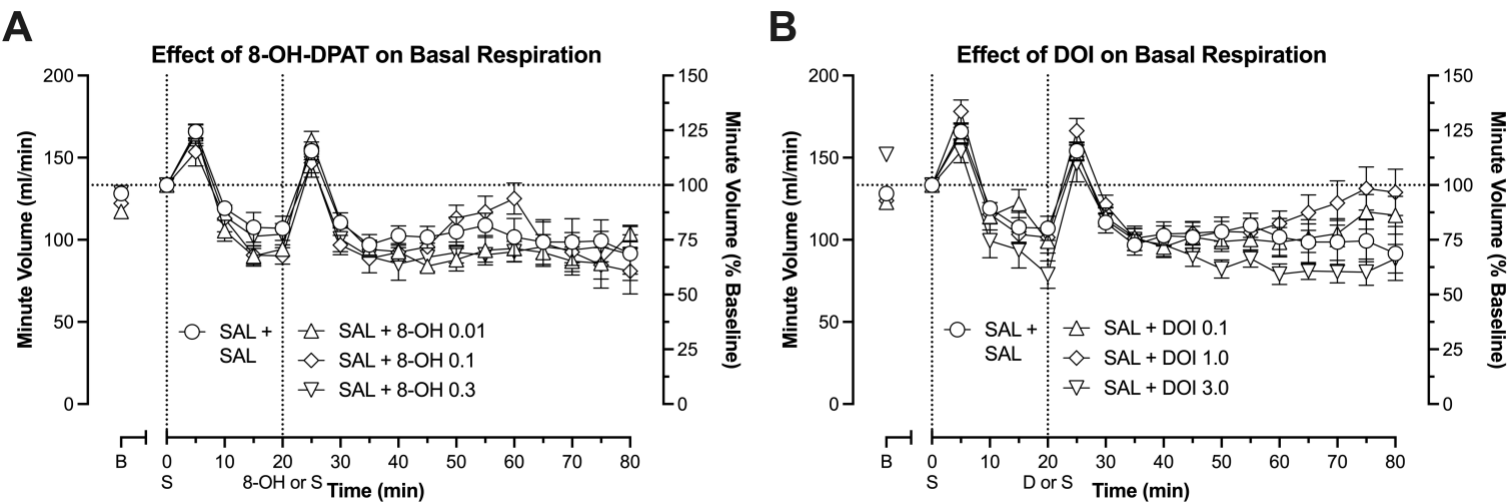 A
Effect of 8-OH-DPAT on Basal Respiration
200
150
100
50
0
Minute Volume (ml/min)
150
125
100
75
50
25
0
Minute Volume (% Baseline)
SAL +
SAL
SAL + 8-OH 0.01
SAL + 8-OH 0.1
SAL + 8-OH 0.3
B
0
10
20
30
40
50
60
70
80
S
8-OH or S
Time (min)
B
Effect of DOI on Basal Respiration
200
150
100
50
0
Minute Volume (ml/min)
150
125
100
75
50
25
0
Minute Volume (% Baseline)
SAL +
SAL
SAL + DOI 0.1
SAL + DOI 1.0
SAL + DOI 3.0
B
0
10
20
30
40
50
60
70
80
S
D or S
Time (min)